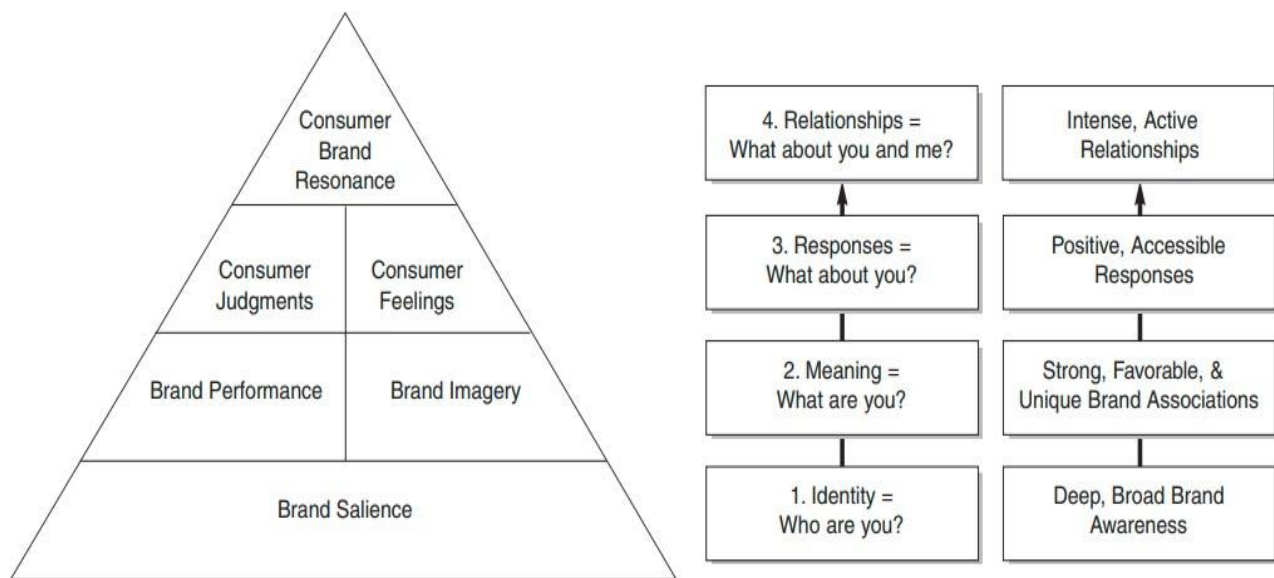 Consumer
Brand
Resonance
Consumer
Judgments
Consumer
Feelings
Brand Performance
Brand Imagery
Brand Salience
4. Relationships =
What about you and me?
Intense, Active
Relationships
3. Responses =
What about you?
Positive, Accessible
Responses
2. Meaning =
What are you?
Strong, Favorable, &
Unique Brand Associations
1. Identity =
Who are you?
Deep, Broad Brand
Awareness